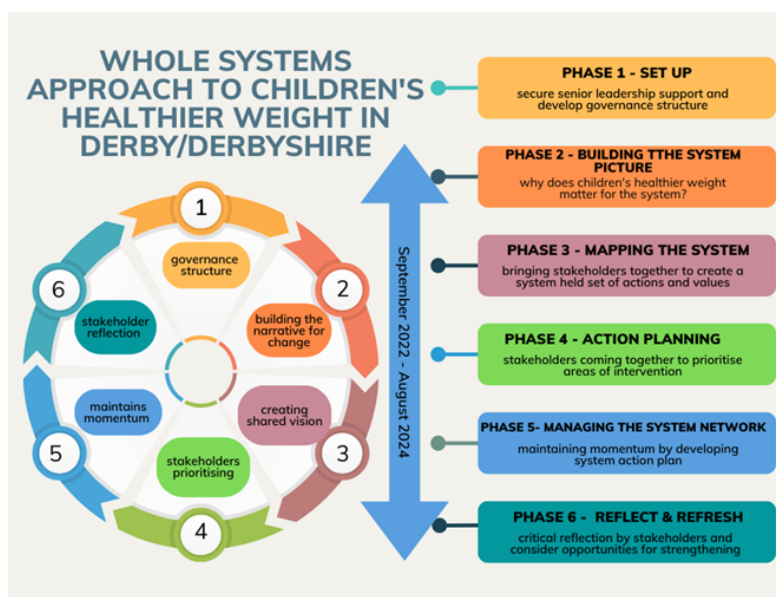 WHOLE SYSTEMS
APPROACH TO CHILDREN'S
HEALTHIER WEIGHT IN
DERBY/DERBYSHIRE
1
governance
structure
2
building the
narrative for
change
3
creating
shared vision
4
stakeholders
prioritising
5
maintains
momentum
6
stakeholder
reflection
September 2022 - August 2024
PHASE 1 - SET UP
secure senior leadership support and
develop governance structure
PHASE 2 - BUILDING TTHE SYSTEM
PICTURE
why does children's healthier weight
matter for the system?
PHASE 3 - MAPPING THE SYSTEM
bringing stakeholders together to create a
system held set of actions and values
PHASE 4 - ACTION PLANNING
stakeholders coming together to prioritise
areas of intervention
PHASE 5- MANAGING THE SYSTEM NETWORK
maintaining momentum by developing
system action plan
PHASE 6 - REFLECT & REFRESH
critical reflection by stakeholders and
consider opportunities for strengthening